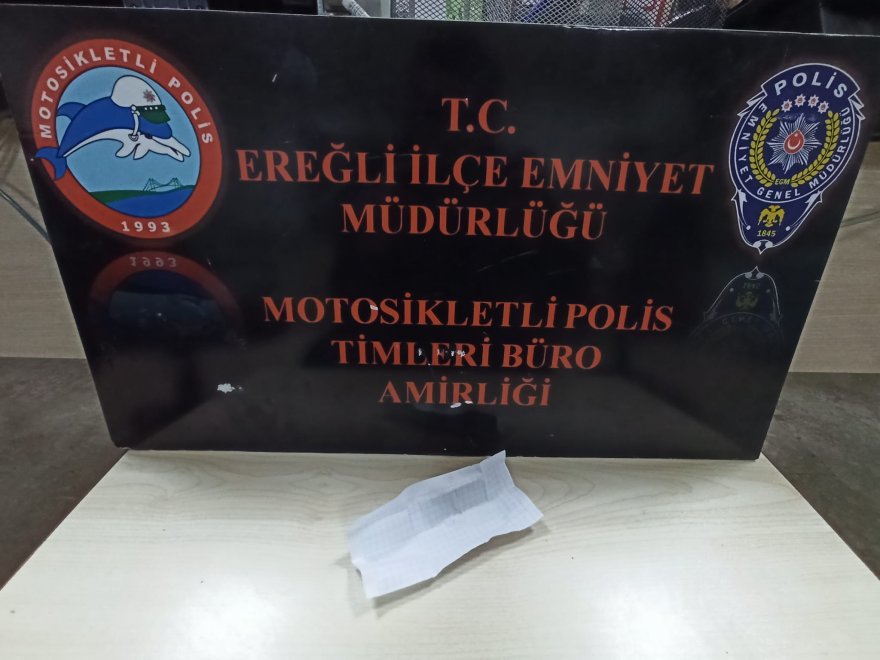 MOTOSİKLETLİ POLİS
1993
T.C.
EREĞLİ İLÇE EMNİYET
MÜDÜRLÜĞÜ
MOTOSİKLETLİ POLİS
TİMLERİ BÜRO
AMİRLİĞİ
POLİS
EMNİYET GENEL MÜDÜRLÜĞÜ
EGM
1845